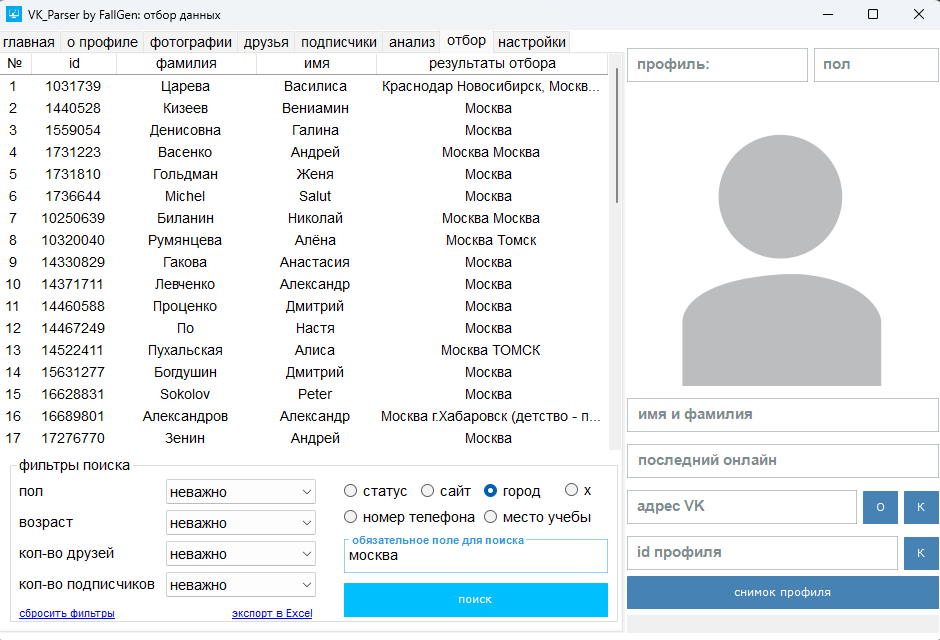 VK_Parser by FallGen: отбор данных
главная о профиле фотографии друзья подписчики анализ отбор настройки
№ id фамилия имя результаты отбора
1 1031739 Царева Василиса Краснодар Новосибирск, Москв...
2 1440528 Кизеев Вениамин Москва
3 1559054 Денисовна Галина Москва
4 1731223 Васенко Андрей Москва Москва
5 1731810 Гольдман Женя Москва
6 1736644 Michel Salut Москва
7 10250639 Биланин Николай Москва Москва
8 10320040 Румянцева Алёна Москва Томск
9 14330829 Гакова Анастасия Москва
10 14371711 Левченко Александр Москва
11 14460588 Проценко Дмитрий Москва
12 14467249 По Настя Москва
13 14522411 Пухальская Алиса Москва ТОМСК
14 15631277 Богдушин Дмитрий Москва
15 16628831 Sokolov Peter Москва
16 16689801 Александров Александр Москва г.Хабаровск (детство - п...
17 17276770 Зенин Андрей Москва
фильтры поиска
пол неважно
возраст неважно
кол-во друзей неважно
кол-во подписчиков неважно
сбросить фильтры экспорт в Excel
статус сайт город х
номер телефона место учебы
обязательное поле для поиска
москва
поиск
профиль: пол
имя и фамилия
последний онлайн
адрес VK О К
id профиля К
снимок профиля